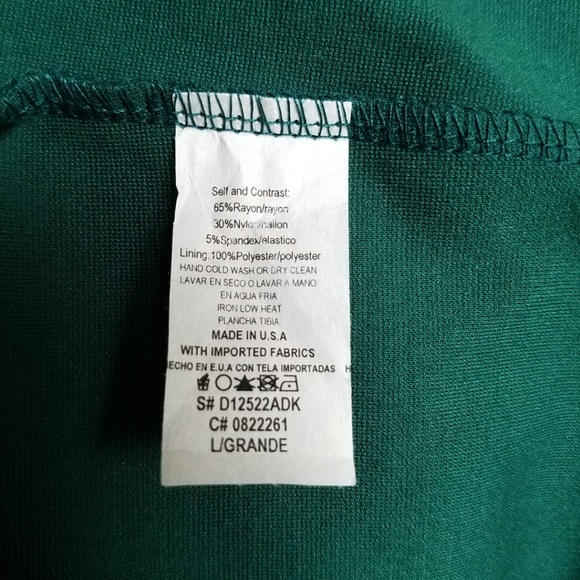 Self and Contrast:
65%Rayon/rayon
30%Nylon/nailon
5%Spandex/elastico
Lining:100%Polyester/polyester
HAND COLD WASH OR DRY CLEAN
LAVAR EN SECO O LAVAR A MANO
EN AGUA FRIA
IRON LOW HEAT
PLANCHA TIBIA
MADE IN U.S.A
WITH IMPORTED FABRICS
HECHO EN E.U.A CON TELA IMPORTADAS H
S# D12522ADK
C# 0822261
L/GRANDE